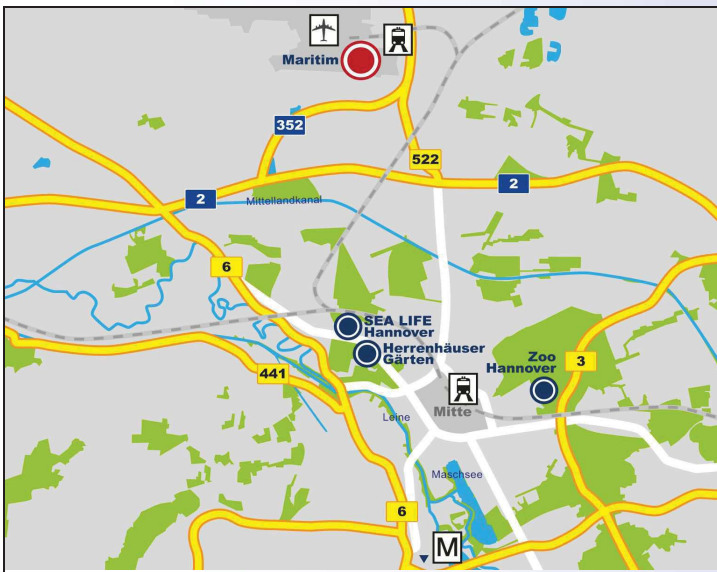 Maritim
352
522
2
2
Mittellandkanal
6
SEA LIFE
Hannover
Herrenhäuser
Gärten
Zoo
Hannover
3
441
Mitte
Leine
Maschsee
6
M